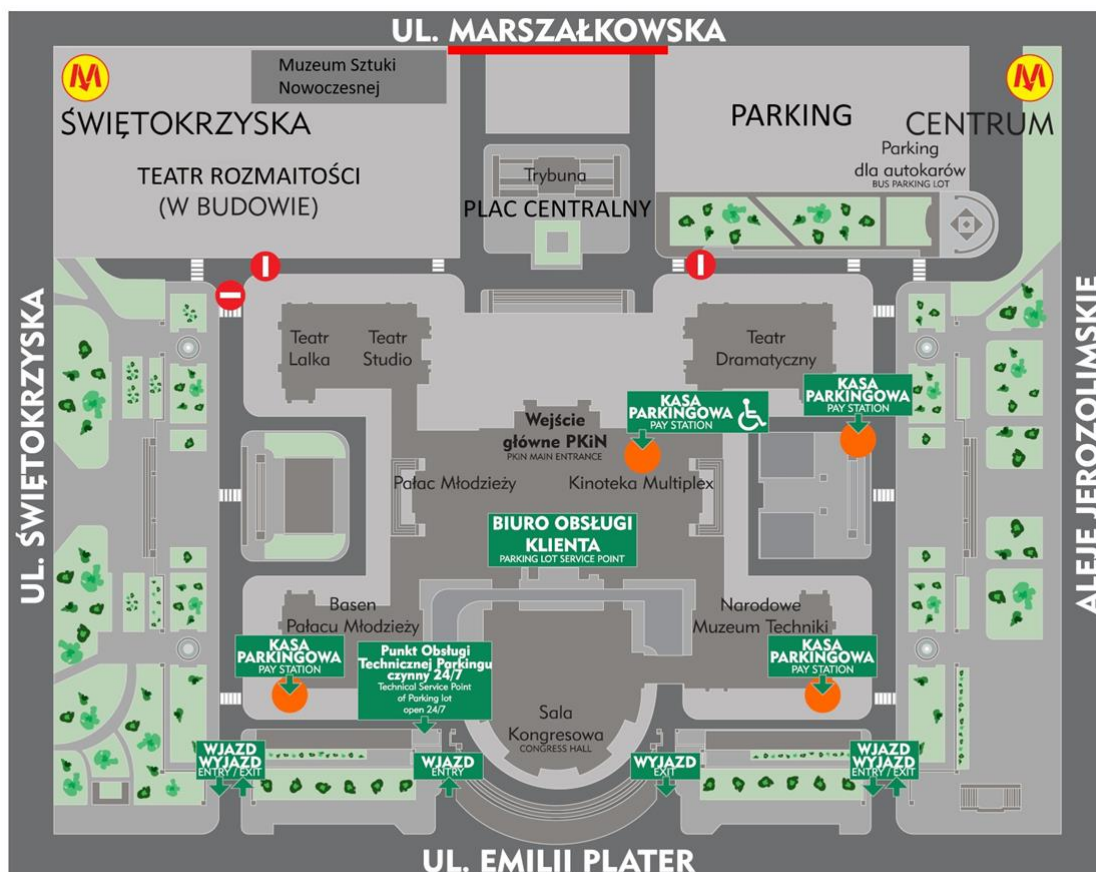 UL. MARSZAŁKOWSKA
Muzeum Sztuki
Nowoczesnej
M
ŚWIĘTOKRZYSKA
TEATR ROZMAITOŚCI
(W BUDOWIE)
Trybuna
PLAC CENTRALNY
PARKING
M
CENTRUM
Parking
dla autokarów
BUS PARKING LOT
UL. ŚWIĘTOKRZYSKA
ALEJE JEROZOLIMSKIE
Teatr
Lalka
Teatr
Studio
Teatr
Dramatyczny
KASA
PARKINGOWA
PAY STATION
KASA
PARKINGOWA
PAY STATION
Wejście
główne PKiN
PKiN MAIN ENTRANCE
Pałac Młodzieży
Kinoteka Multiplex
BIURO OBSŁUGI
KLIENTA
PARKING LOT SERVICE POINT
Basen
Pałacu Młodzieży
Narodowe
Muzeum Techniki
KASA
PARKINGOWA
PAY STATION
Punkt Obsługi
Technicznej Parkingu
czynny 24/7
Technical Service Point
of Parking lot
open 24/7
KASA
PARKINGOWA
PAY STATION
Sala
Kongresowa
CONGRESS HALL
WJAZD
WYJAZD
ENTRY / EXIT
WJAZD
ENTRY
WYJAZD
EXIT
WJAZD
WYJAZD
ENTRY / EXIT
UL. EMILII PLATER